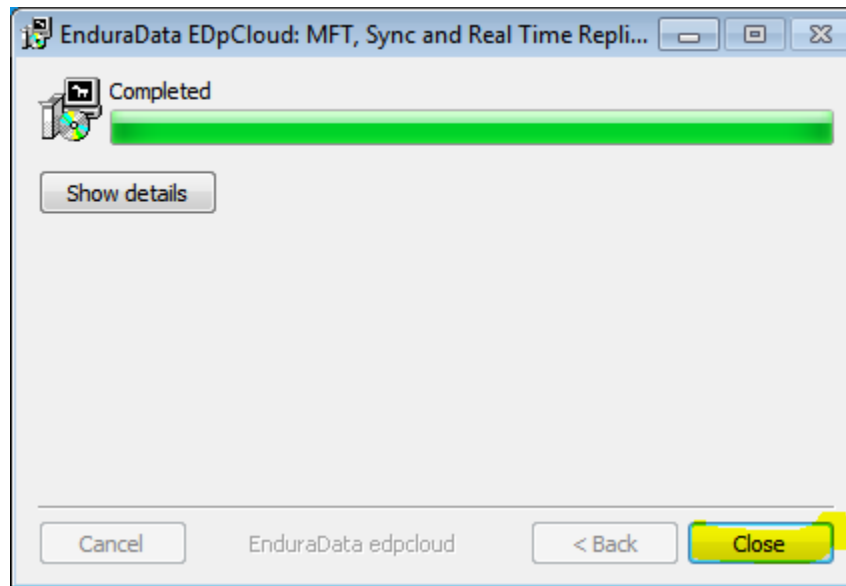 EnduraData EDpCloud: MFT, Sync and Real Time Repli...
Completed
Show details
Cancel
EnduraData edpcloud
< Back
Close